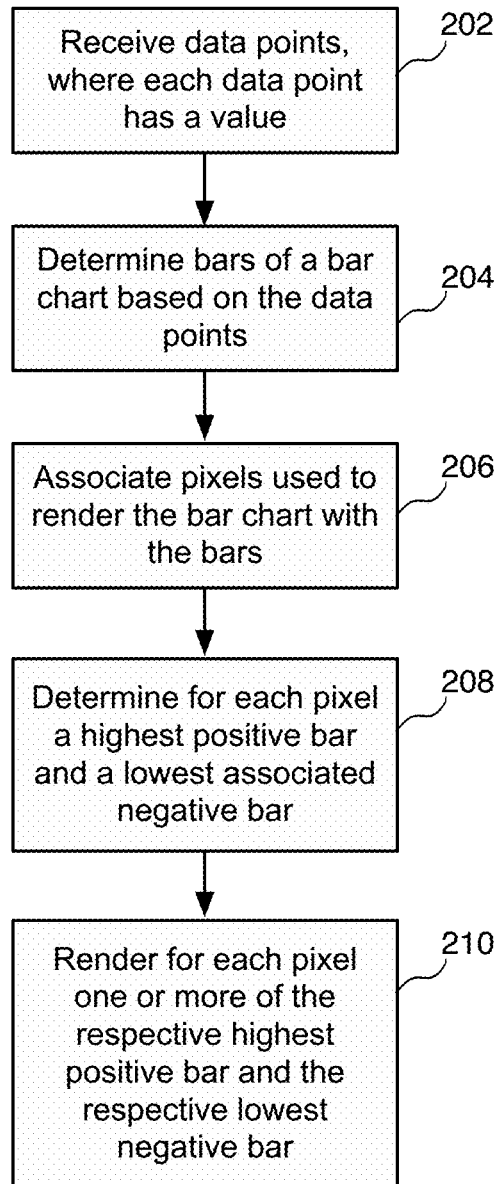 Receive data points,
where each data point
has a value
202
Determine bars of a bar
chart based on the data
points
204
Associate pixels used to
render the bar chart with
the bars
206
Determine for each pixel
a highest positive bar
and a lowest associated
negative bar
208
Render for each pixel
one or more of the
respective highest
positive bar and the
respective lowest
negative bar
210